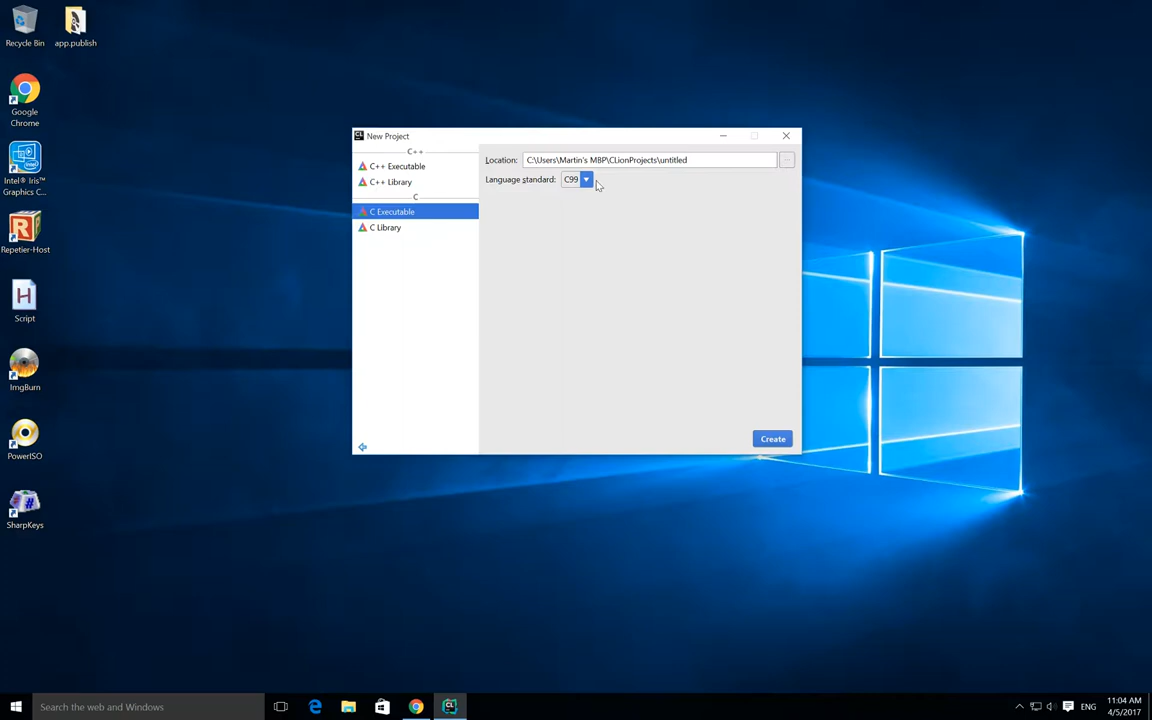 Recycle Bin
app.publish
Google
Chrome
Intel® Iris™
Graphics C...
Repetier-Host
H
Script
ImgBurn
PowerISO
#
SharpKeys
CL
New Project
C++
C++ Executable
C++ Library
C
C Executable
C Library
Location:
C:\Users\Martin's MBP\CLionProjects\untitled
...
Language standard:
C99
Create
Search the web and Windows
CL
ENG
11:04 AM
4/5/2017